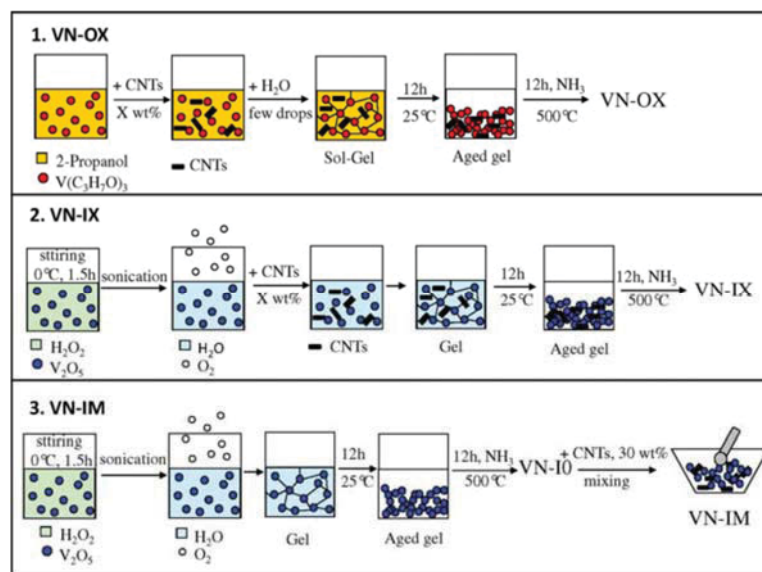 1. VN-OX
+ CNTs
X wt%
+ H₂O
few drops
12h
25℃
12h, NH₃
500℃
VN-OX
Sol-Gel
Aged gel
2-Propanol
V(C₃H₇O)₃
CNTs
2. VN-IX
sttiring
0℃, 1.5h
sonication
+ CNTs
X wt%
12h
25℃
12h, NH₃
500℃
VN-IX
H₂O₂
V₂O₅
H₂O
O₂
CNTs
Gel
Aged gel
3. VN-IM
sttiring
0℃, 1.5h
sonication
12h
25℃
12h, NH₃
500℃
VN-I0
+ CNTs, 30 wt%
mixing
VN-IM
H₂O₂
V₂O₅
H₂O
O₂
Gel
Aged gel